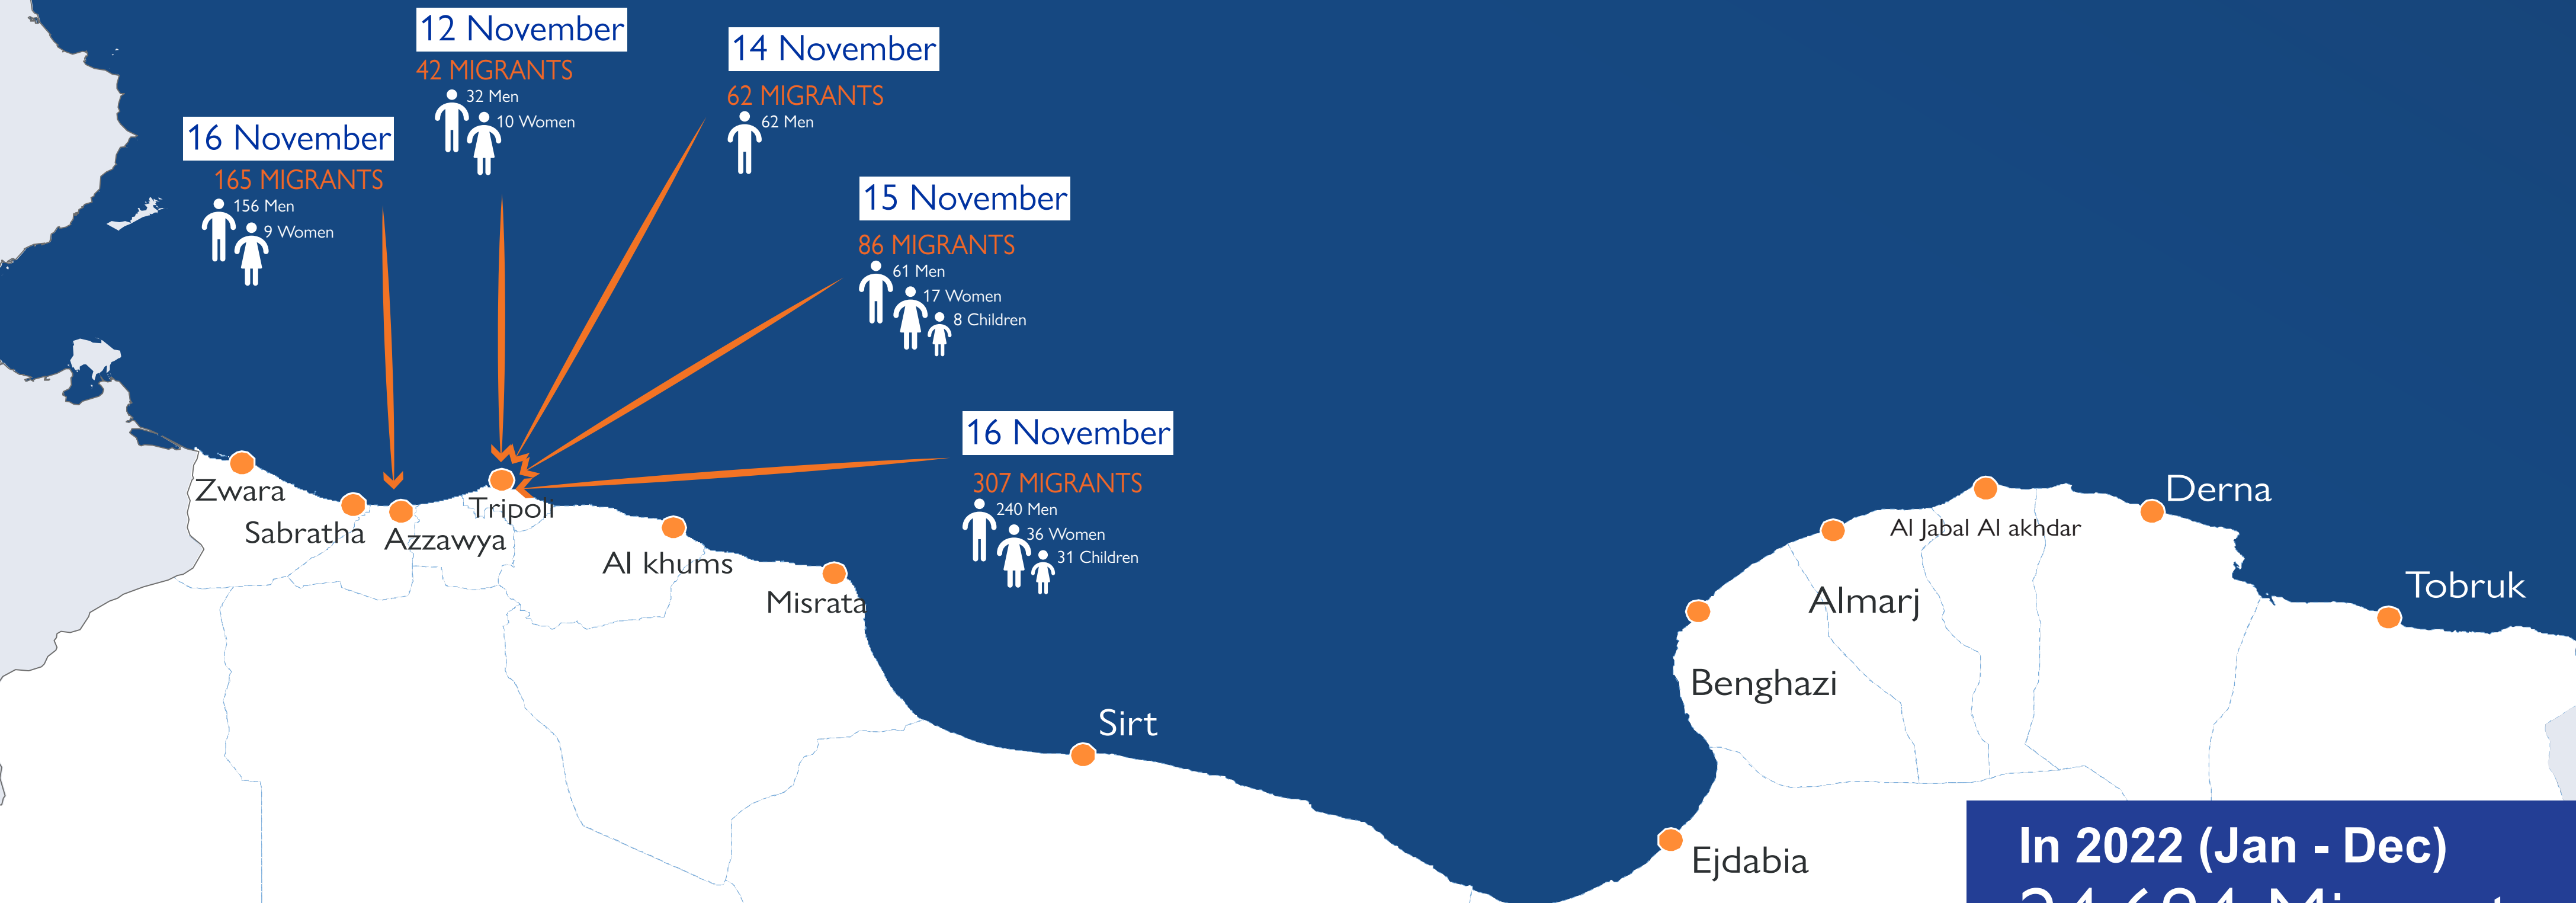 12 November
42 MIGRANTS
32 Men
10 Women
14 November
62 MIGRANTS
62 Men
16 November
165 MIGRANTS
156 Men
9 Women
15 November
86 MIGRANTS
61 Men
17 Women
8 Children
16 November
307 MIGRANTS
240 Men
36 Women
31 Children
Zwara
Sabratha
Azzawya
Tripoli
Al khums
Misrata
Sirt
Derna
Al Jabal Al akhdar
Tobruk
Almarj
Benghazi
Ejdabia
In 2022 (Jan - Dec)